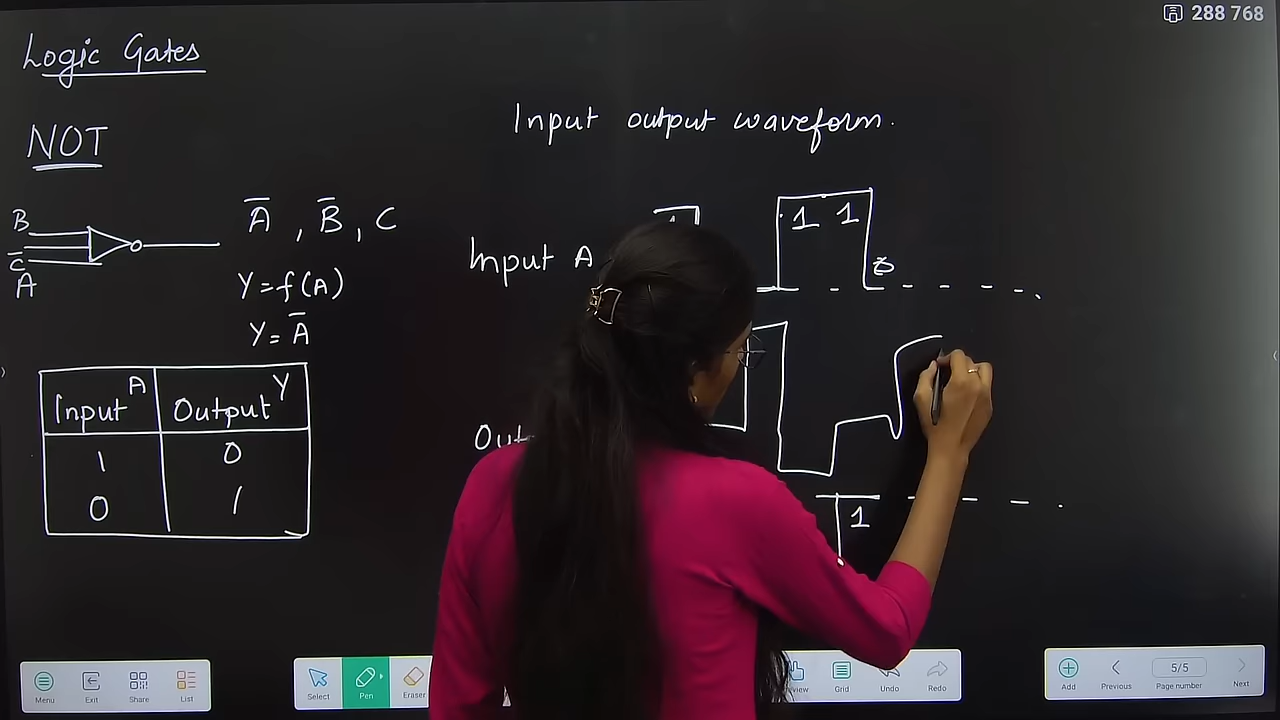 288 768
Logic Gates
NOT
Input output waveform.
B
C̅
A
A̅ , B̅ , C
Y=f(A)
Y= A̅
Input A Output Y
1 0
0 1
Input A
1 1
1
Menu Exit Share List Select Pen Eraser Grid Undo Redo Add Previous 5/5 Page number Next